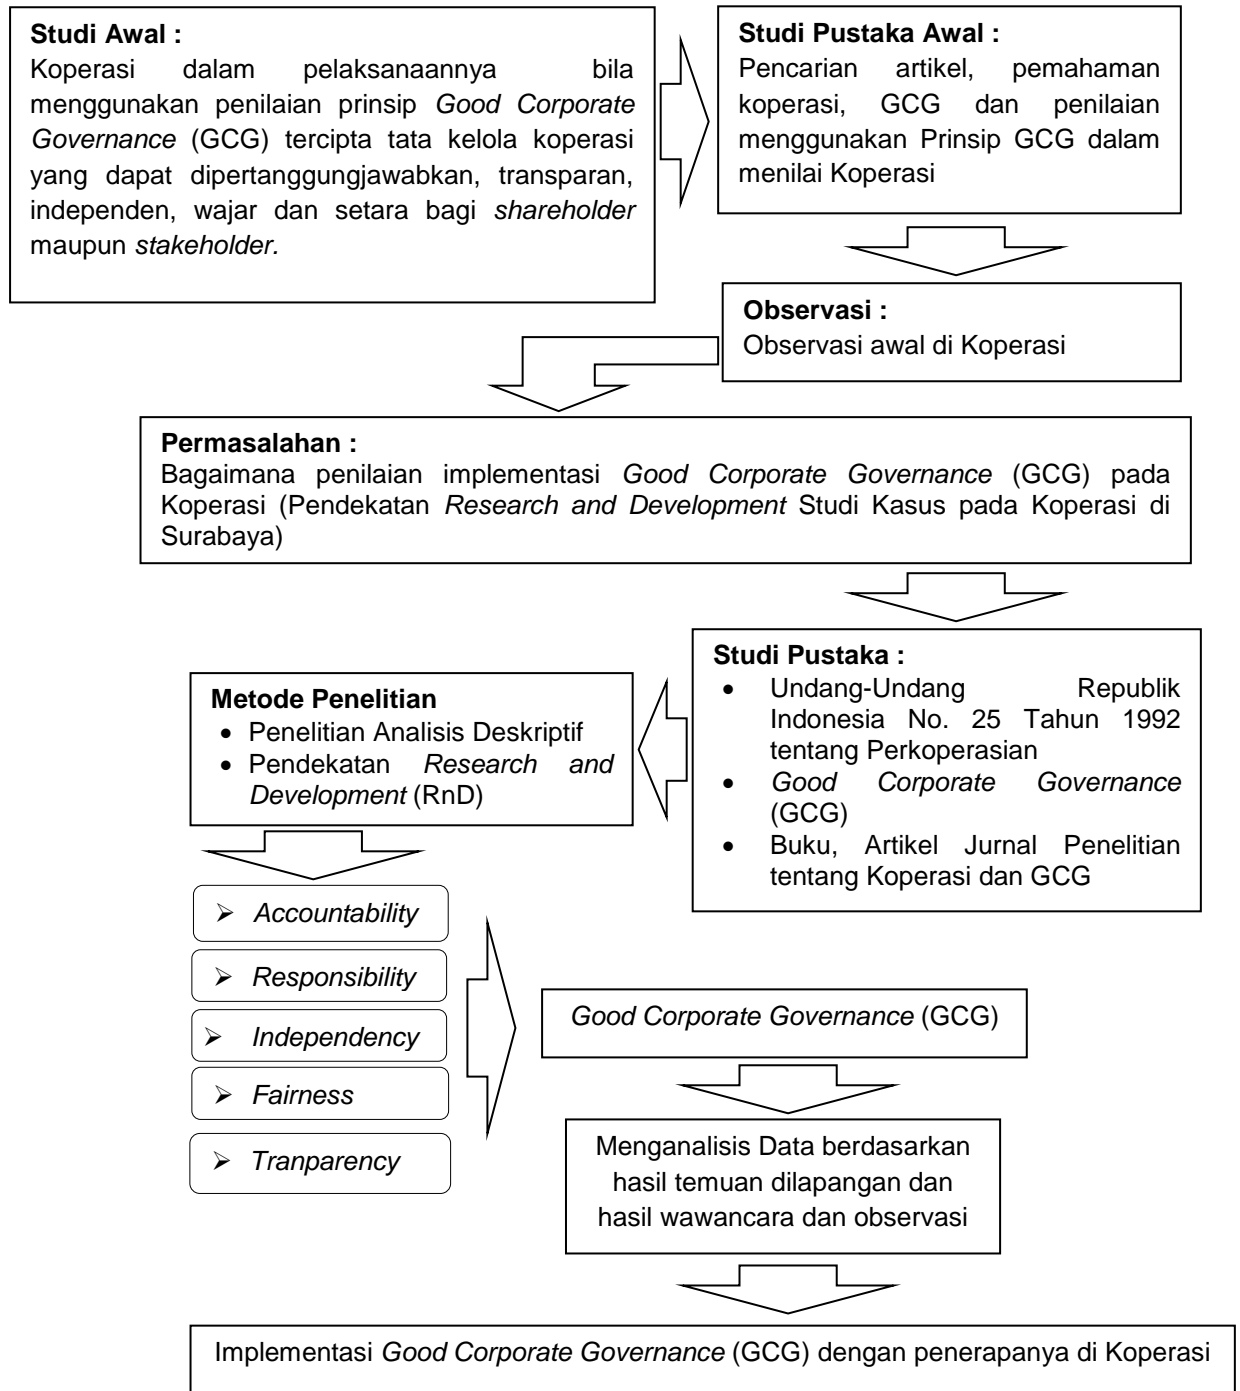 Studi Awal :
Koperasi dalam pelaksanaannya bila
menggunakan penilaian prinsip Good Corporate
Governance (GCG) tercipta tata kelola koperasi
yang dapat dipertanggungjawabkan, transparan,
independen, wajar dan setara bagi shareholder
maupun stakeholder.
Studi Pustaka Awal :
Pencarian artikel, pemahaman
koperasi, GCG dan penilaian
menggunakan Prinsip GCG dalam
menilai Koperasi
Observasi :
Observasi awal di Koperasi
Permasalahan :
Bagaimana penilaian implementasi Good Corporate Governance (GCG) pada
Koperasi (Pendekatan Research and Development Studi Kasus pada Koperasi di
Surabaya)
Studi Pustaka :
• Undang-Undang Republik
Indonesia No. 25 Tahun 1992
tentang Perkoperasian
• Good Corporate Governance
(GCG)
• Buku, Artikel Jurnal Penelitian
tentang Koperasi dan GCG
Metode Penelitian
• Penelitian Analisis Deskriptif
• Pendekatan Research and
Development (RnD)
➢ Accountability
➢ Responsibility
➢ Independency
➢ Fairness
➢ Tranparency
Good Corporate Governance (GCG)
Menganalisis Data berdasarkan
hasil temuan dilapangan dan
hasil wawancara dan observasi
Implementasi Good Corporate Governance (GCG) dengan penerapanya di Koperasi